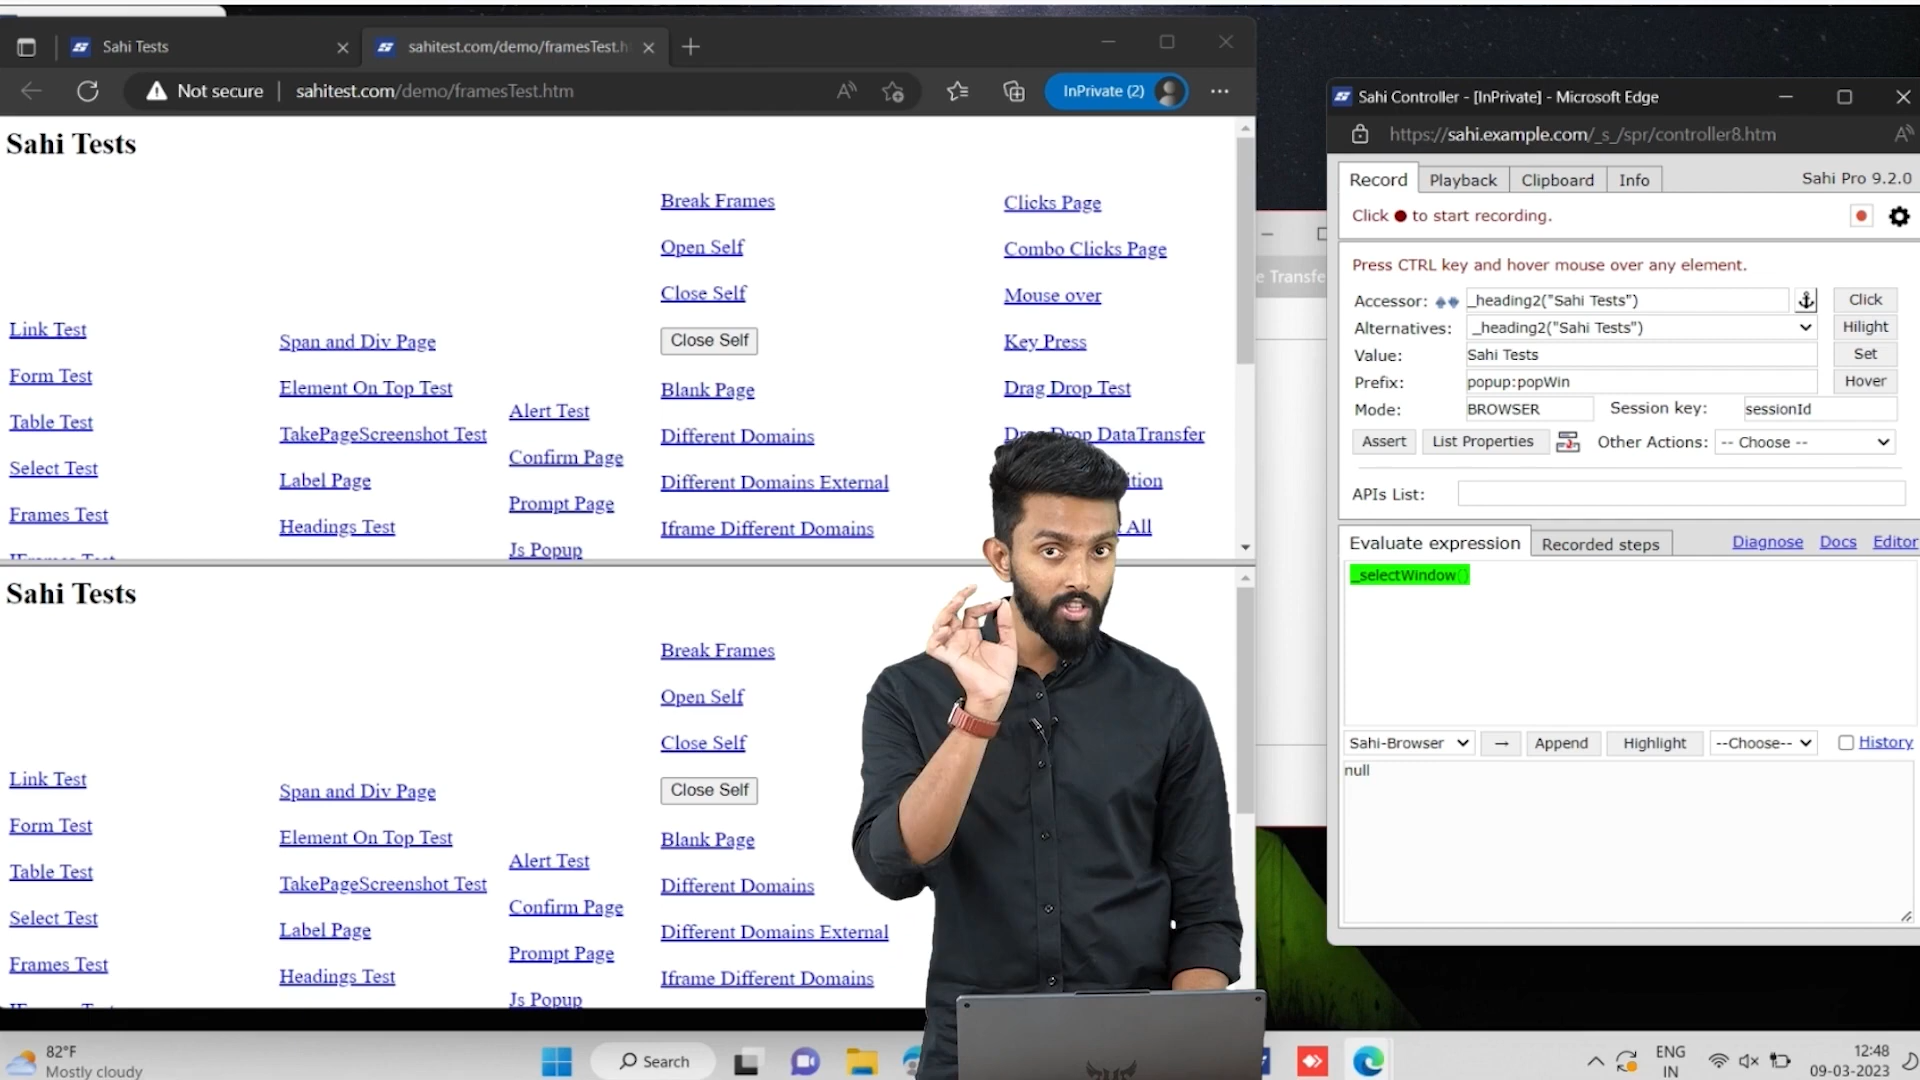 Sahi Tests
sahitest.com/demo/framesTest.h
Not secure
sahitest.com/demo/framesTest.htm
InPrivate (2)
Sahi Tests
Break Frames
Clicks Page
Open Self
Combo Clicks Page
Close Self
Mouse over
Link Test
Span and Div Page
Close Self
Key Press
Form Test
Element On Top Test
Blank Page
Drag Drop Test
Table Test
Alert Test
TakePageScreenshot Test
Different Domains
Drag Drop DataTransfer
Select Test
Confirm Page
Label Page
Different Domains External
ition
Frames Test
Prompt Page
Headings Test
Iframe Different Domains
All
IFrames Test
Js Popup
Sahi Tests
Break Frames
Open Self
Close Self
Link Test
Span and Div Page
Close Self
Form Test
Element On Top Test
Blank Page
Table Test
Alert Test
TakePageScreenshot Test
Different Domains
Select Test
Confirm Page
Label Page
Different Domains External
Frames Test
Prompt Page
Headings Test
Iframe Different Domains
Js Popup
e Transfe
Sahi Controller - [InPrivate] - Microsoft Edge
https://sahi.example.com/_s_/spr/controller8.htm
Record
Playback
Clipboard
Info
Sahi Pro 9.2.0
Click to start recording.
Press CTRL key and hover mouse over any element.
Accessor: _heading2("Sahi Tests") Click
Alternatives: _heading2("Sahi Tests") Hilight
Value: Sahi Tests Set
Prefix: popup:popWin Hover
Mode: BROWSER Session key: sessionId
Assert List Properties Other Actions: -- Choose --
APIs List:
Evaluate expression Recorded steps Diagnose Docs Editor
_selectWindow()
Sahi-Browser → Append Highlight --Choose-- History
null
82°F
Mostly cloudy
Search
ENG
IN
12:48
09-03-2023